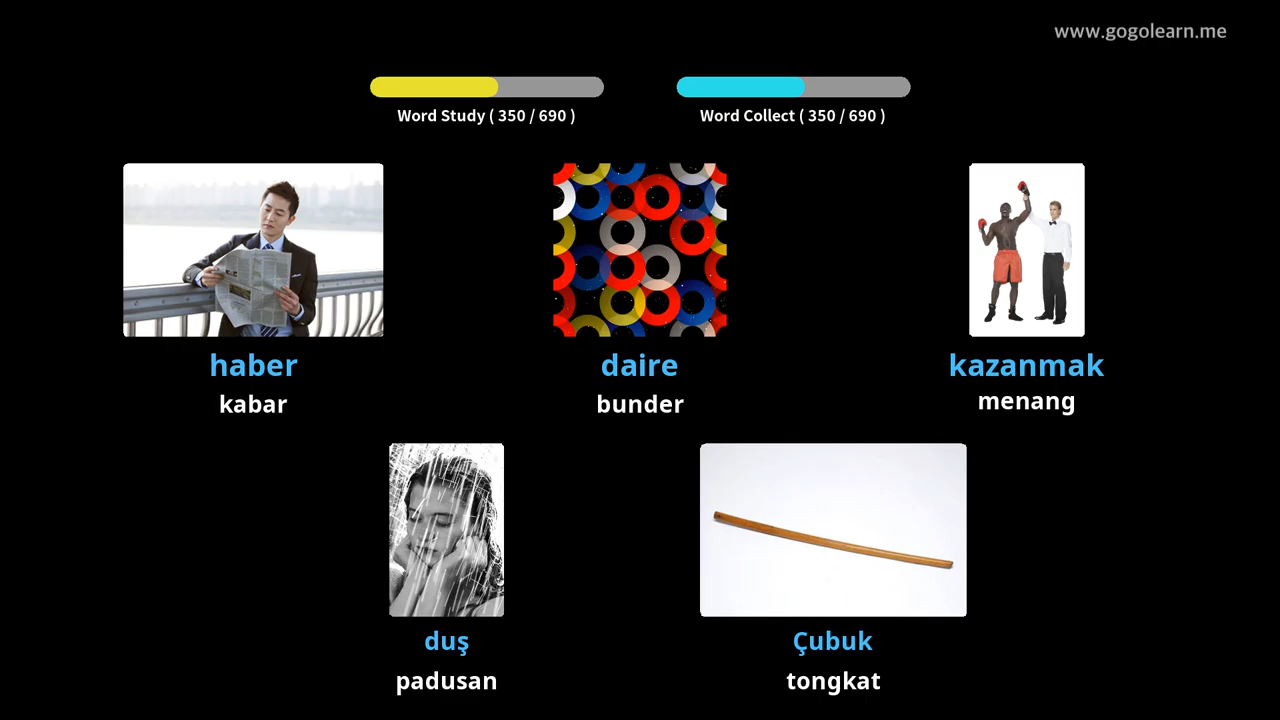 www.gogolearn.me
Word Study ( 350 / 690 )
Word Collect ( 350 / 690 )
haber
kabar
daire
bunder
kazanmak
menang
duş
padusan
Çubuk
tongkat